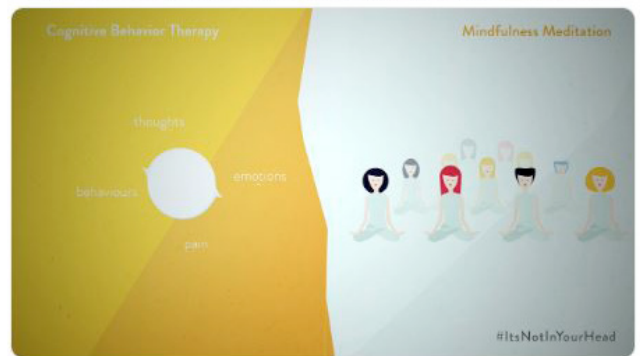 Cognitive Behavior Therapy
Mindfulness Meditation
thoughts
emotions
behaviours
pain
#ItsNotInYourHead